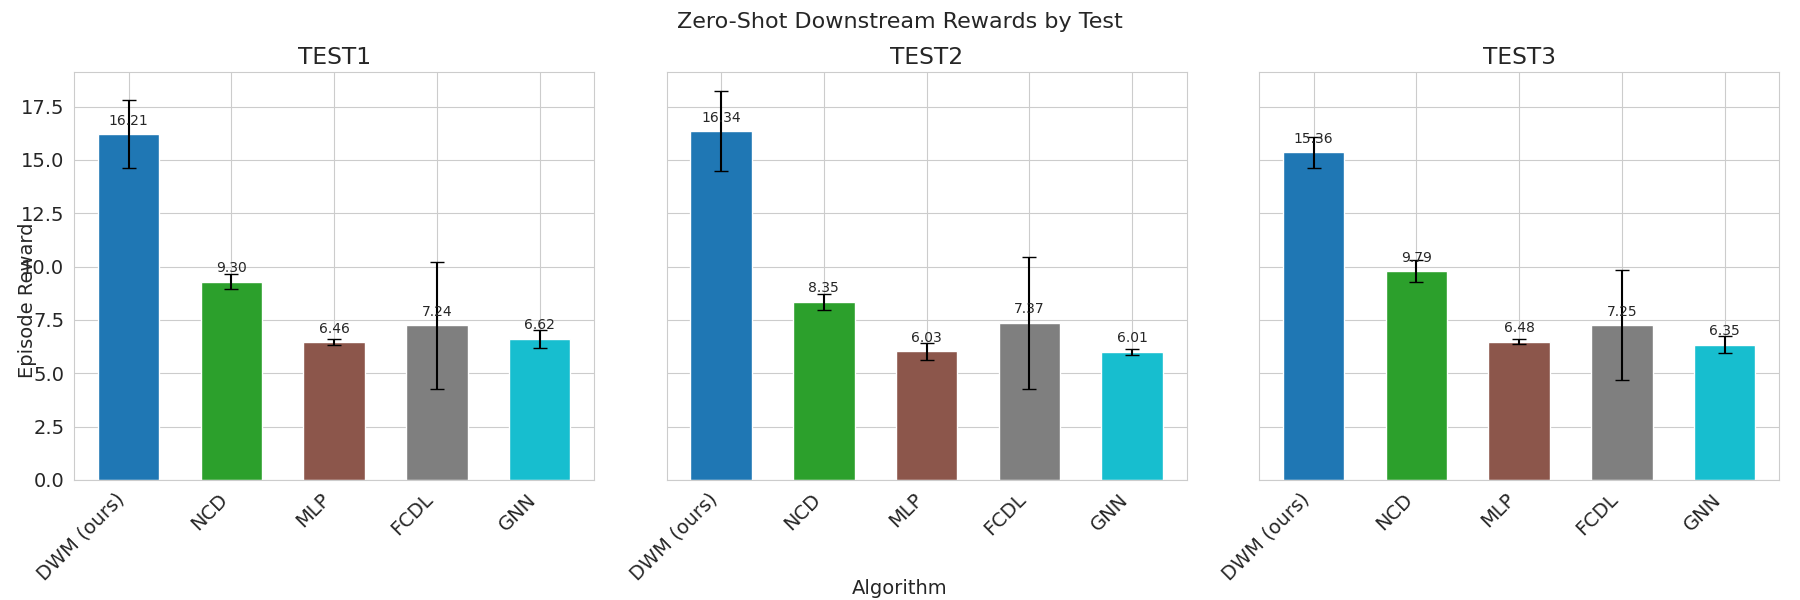 Zero-Shot Downstream Rewards by Test
TEST1
TEST2
TEST3
Episode Reward
17.5
15.0
12.5
10.0
7.5
5.0
2.5
0.0
16.21
9.30
6.46
7.24
6.62
16.34
8.35
6.03
7.37
6.01
15.36
9.79
6.48
7.25
6.35
DWM (ours)
NCD
MLP
FCDL
GNN
DWM (ours)
NCD
MLP
FCDL
GNN
DWM (ours)
NCD
MLP
FCDL
GNN
Algorithm